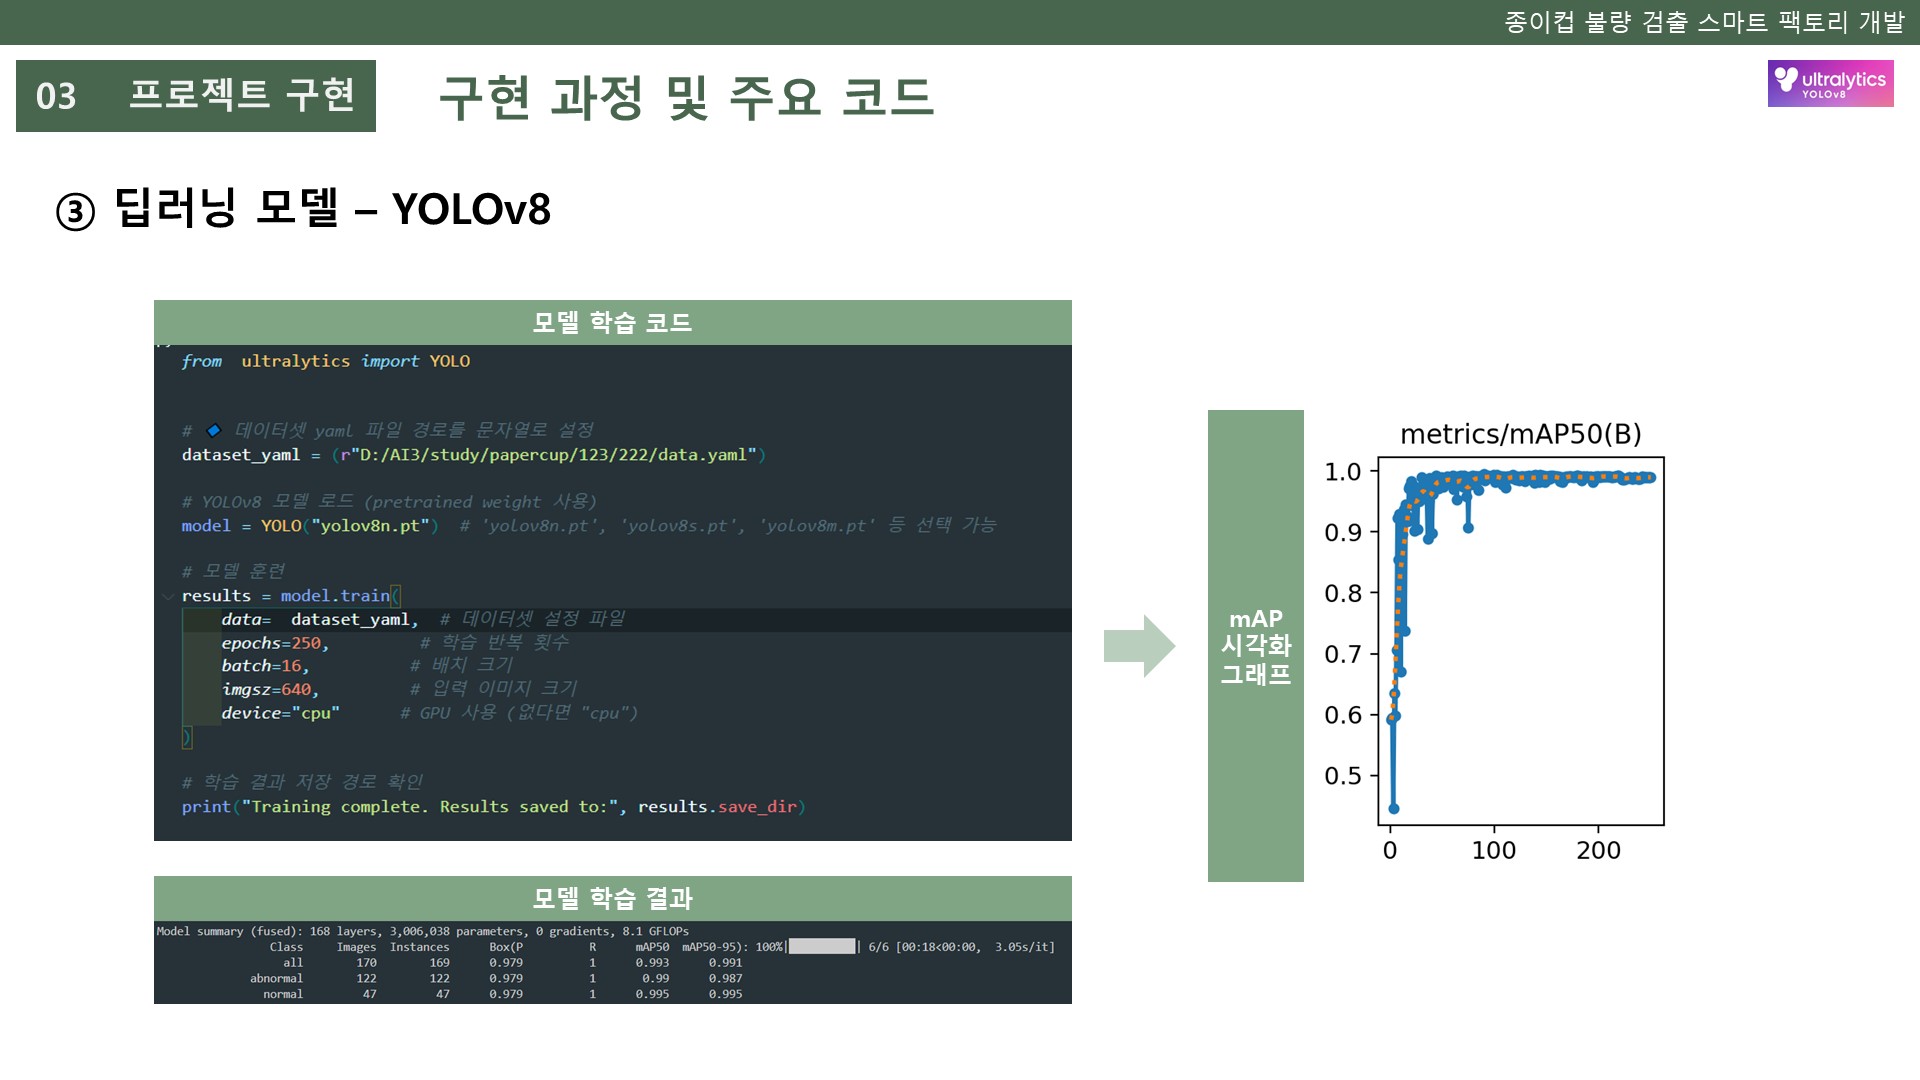 종이컵 불량 검출 스마트 팩토리 개발
03 프로젝트 구현
구현 과정 및 주요 코드
ultralytics
YOLOv8
③ 딥러닝 모델 – YOLOv8
모델 학습 코드
from ultralytics import YOLO
# 🔹 데이터셋 yaml 파일 경로를 문자열로 설정
dataset_yaml = (r"D:/AI3/study/papercup/123/222/data.yaml")
# YOLOv8 모델 로드 (pretrained weight 사용)
model = YOLO("yolov8n.pt") # 'yolov8n.pt', 'yolov8s.pt', 'yolov8m.pt' 등 선택 가능
# 모델 훈련
results = model.train(
data= dataset_yaml, # 데이터셋 설정 파일
epochs=250, # 학습 반복 횟수
batch=16, # 배치 크기
imgsz=640, # 입력 이미지 크기
device="cpu" # GPU 사용 (없다면 "cpu")
)
# 학습 결과 저장 경로 확인
print("Training complete. Results saved to:", results.save_dir)
모델 학습 결과
Model summary (fused): 168 layers, 3,006,038 parameters, 0 gradients, 8.1 GFLOPs
Class Images Instances Box(P R mAP50 mAP50-95): 100%|██████████| 6/6 [00:18<00:00, 3.05s/it]
all 170 169 0.979 1 0.993 0.991
abnormal 122 122 0.979 1 0.99 0.987
normal 47 47 0.979 1 0.995 0.995
mAP
시각화
그래프
metrics/mAP50(B)
1.0
0.9
0.8
0.7
0.6
0.5
0 100 200